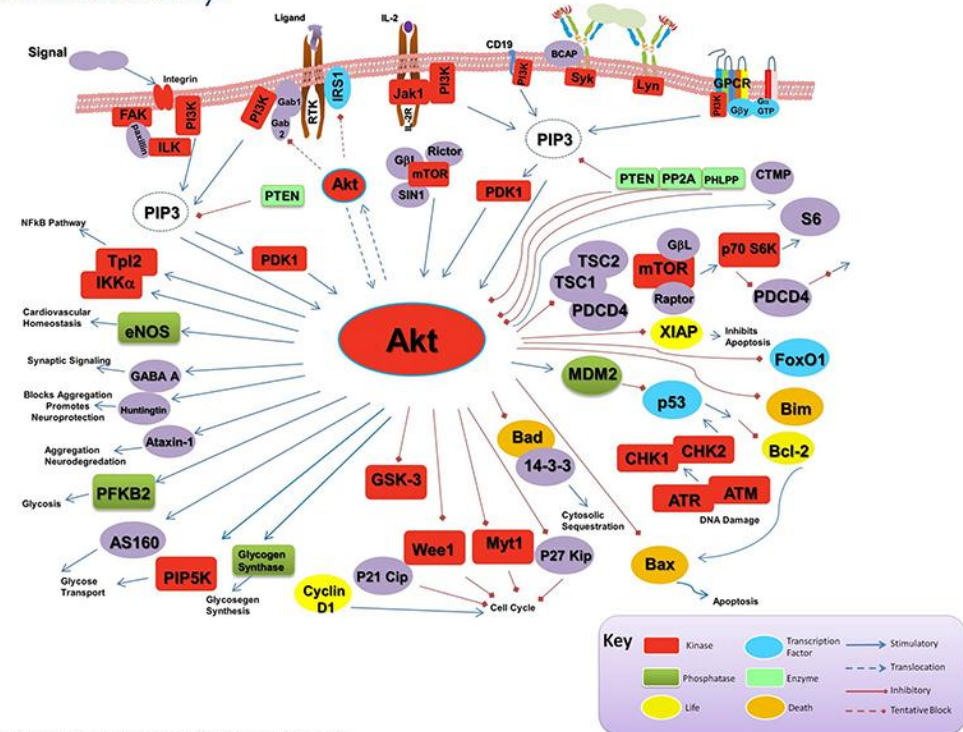 Signal
Ligand
IL-2
CD19
Integrin
FAK
Paxillin
ILK
PI3K
PI3K
Gab1
Gab
2
RTK
IRS1
Jak1
IL-2R
PI3K
PI3K
BCAP
Syk
Lyn
GPCR
PI3K
Gβγ
Gα
GTP
PIP3
PTEN
Akt
GβL
Rictor
mTOR
SIN1
PDK1
PIP3
PTEN
PP2A
PHLPP
CTMP
S6
NFkB Pathway
Tpl2
IKKα
PDK1
TSC2
TSC1
PDCD4
GβL
mTOR
Raptor
p70 S6K
PDCD4
Cardiovascular
Homeostasis
eNOS
Akt
XIAP
Inhibits
Apoptosis
FoxO1
Synaptic Signaling
GABA A
MDM2
p53
Bim
Blocks Aggregation
Promotes
Neuroprotection
Huntingtin
Aggregation
Neurodegredation
Ataxin-1
Bad
14-3-3
CHK1
CHK2
Bcl-2
Glycosis
PFKB2
GSK-3
Cytosolic
Sequestration
ATR
ATM
DNA Damage
AS160
Glycose
Transport
PIP5K
Glycogen
Synthase
Glycosegen
Synthesis
Wee1
Myt1
P27 Kip
P21 Cip
Cyclin
D1
Cell Cycle
Bax
Apoptosis
Key
Kinase
Transcription
Factor
Stimulatory
Phosphatase
Enzyme
Translocation
Life
Death
Inhibitory
Tentative Block